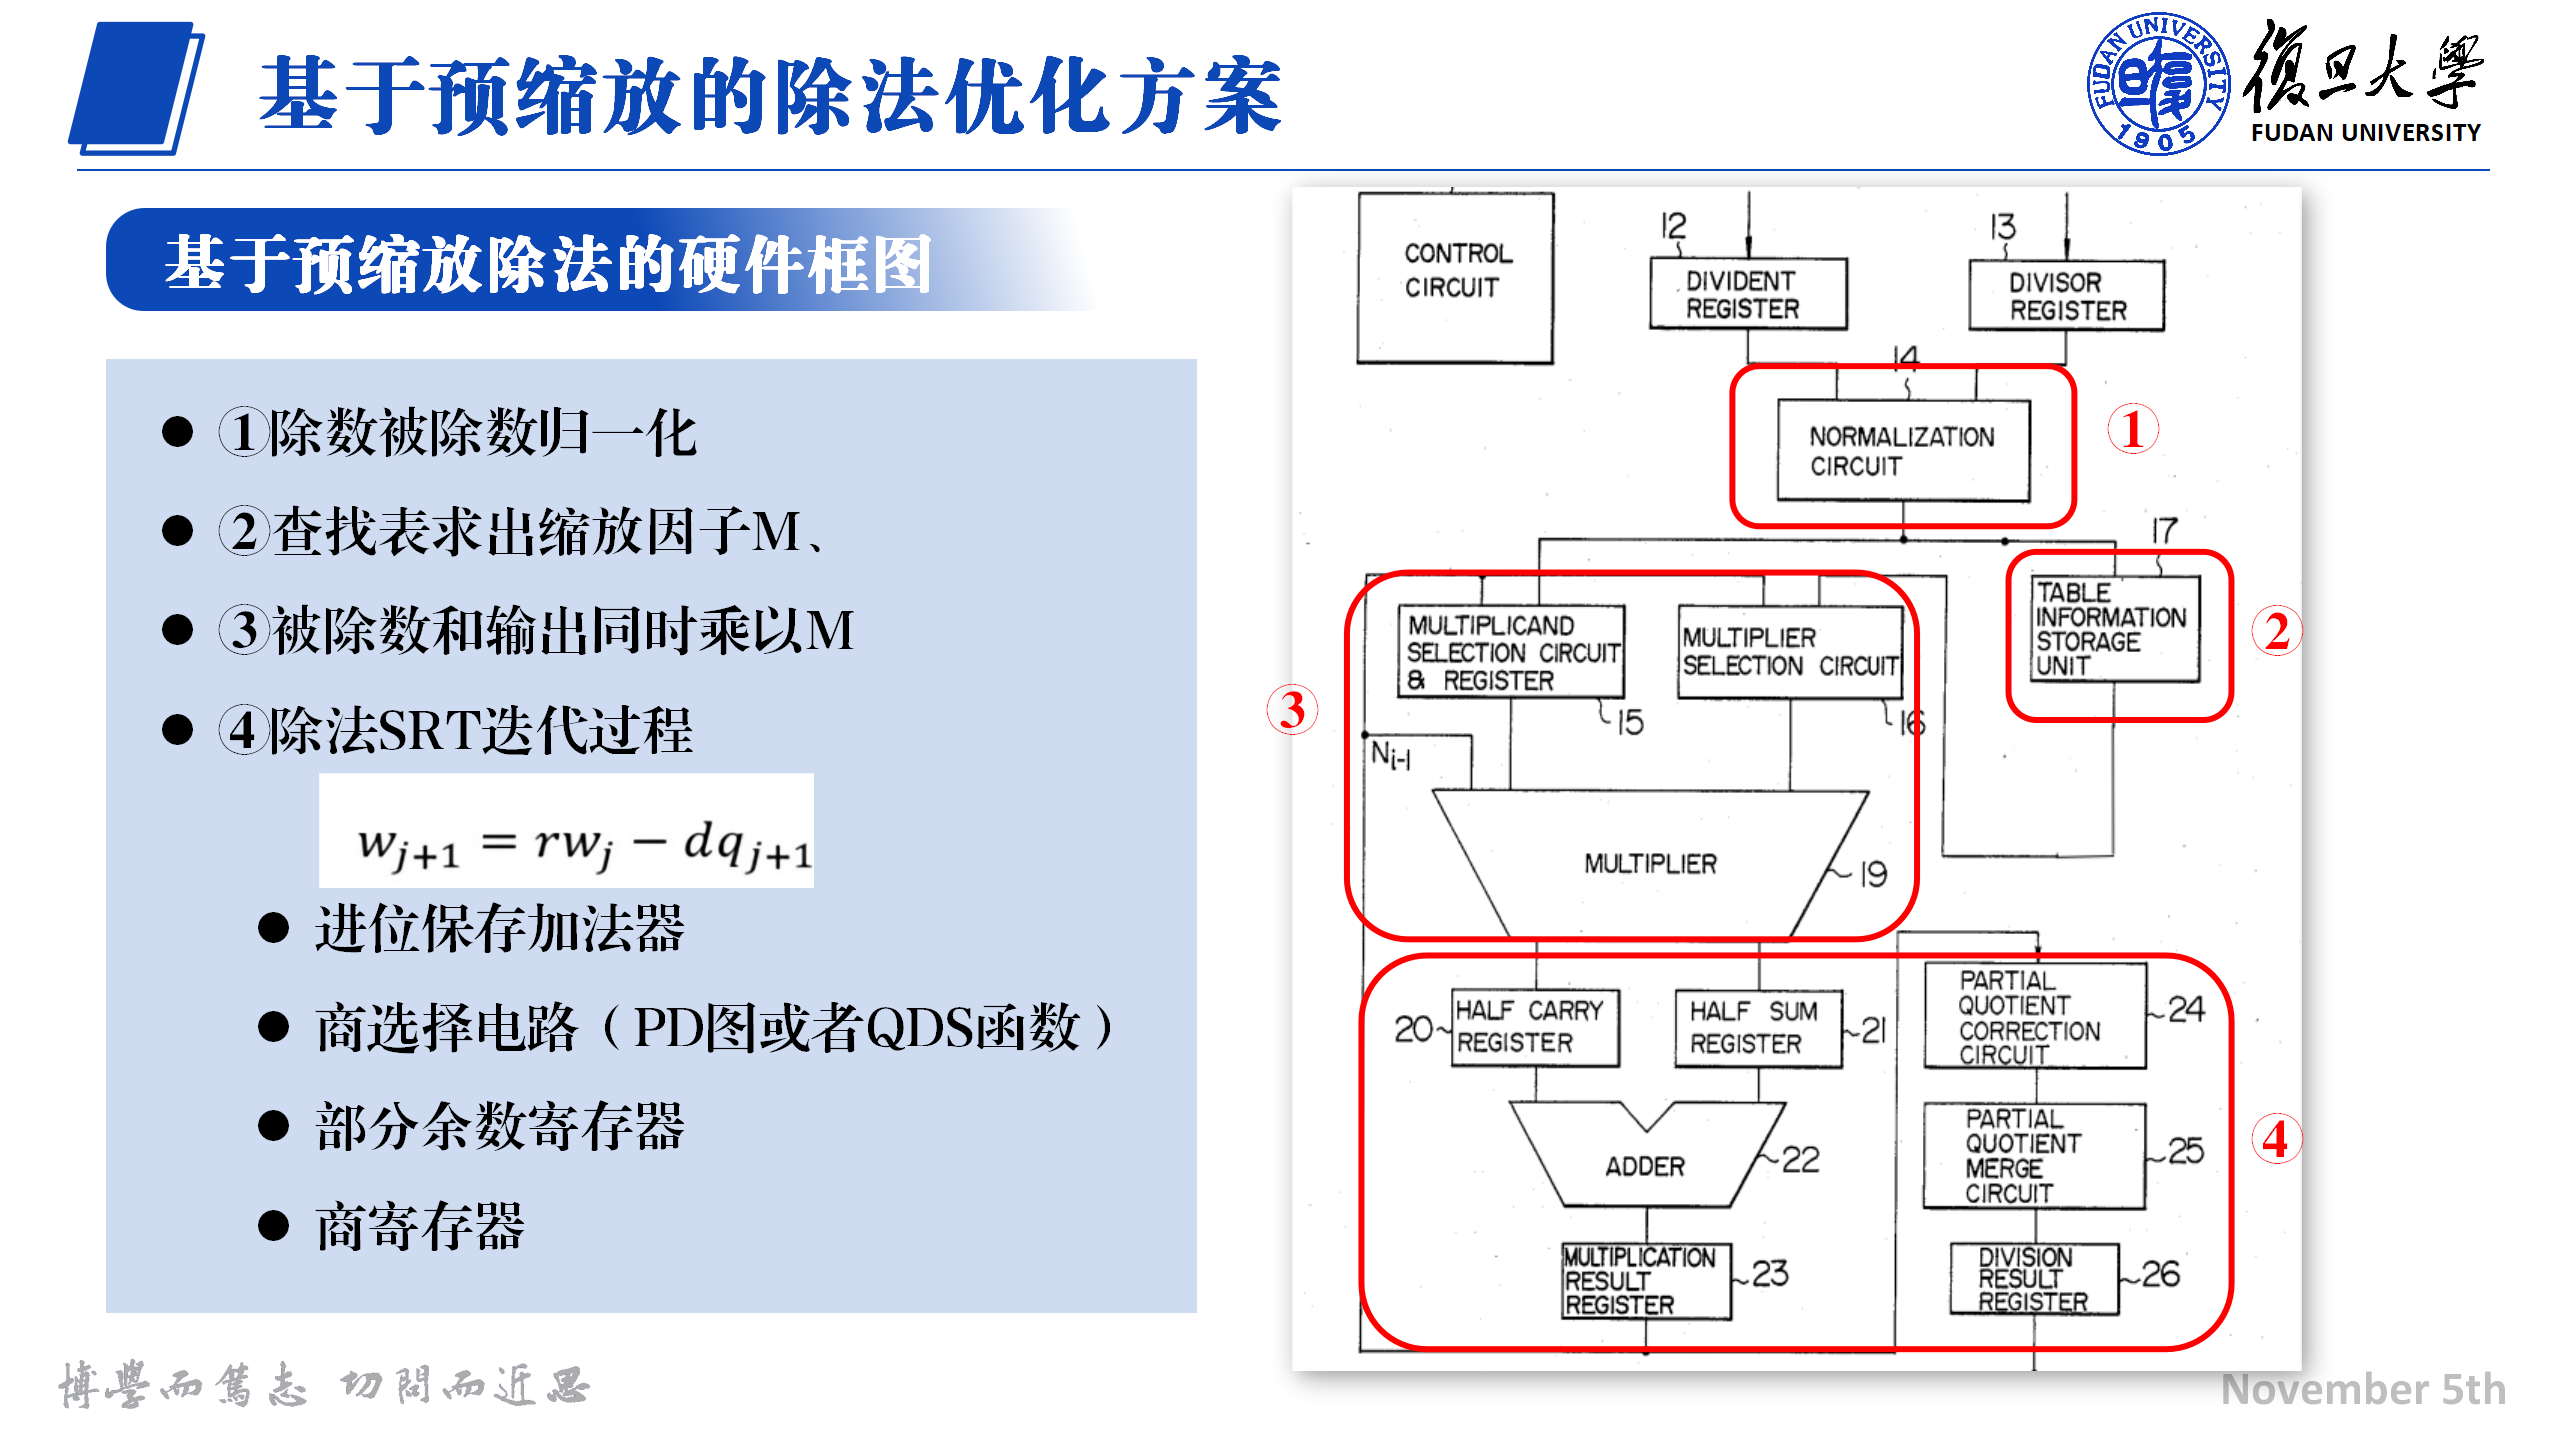 基于预缩放的除法优化方案
FUDAN UNIVERSITY
1905
復旦大學
FUDAN UNIVERSITY
基于预缩放除法的硬件框图
①除数被除数归一化
②查找表求出缩放因子M、
③被除数和输出同时乘以M
④除法SRT迭代过程
w_{j+1} = rw_j − dq_{j+1}
进位保存加法器
商选择电路（PD图或者QDS函数）
部分余数寄存器
商寄存器
CONTROL
CIRCUIT
12
DIVIDENT
REGISTER
13
DIVISOR
REGISTER
14
NORMALIZATION
CIRCUIT
①
17
TABLE
INFORMATION
STORAGE
UNIT
②
③
MULTIPLICAND
SELECTION CIRCUIT
& REGISTER
15
MULTIPLIER
SELECTION CIRCUIT
16
N_{i-1}
MULTIPLIER
19
20
HALF CARRY
REGISTER
HALF SUM
REGISTER
21
ADDER
22
MULTIPLICATION
RESULT
REGISTER
23
PARTIAL
QUOTIENT
CORRECTION
CIRCUIT
24
PARTIAL
QUOTIENT
MERGE
CIRCUIT
25
④
DIVISION
RESULT
REGISTER
26
博學而篤志 切問而近思
November 5th